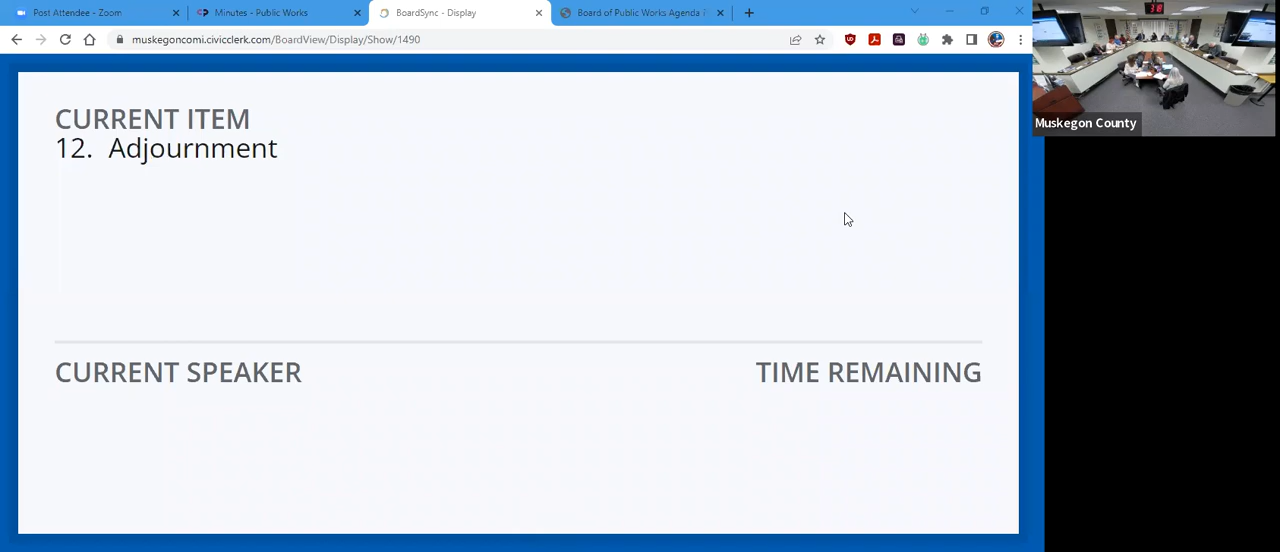 Post Attendee - Zoom
Minutes - Public Works
BoardSync - Display
Board of Public Works Agenda
muskegoncomi.civicclerk.com/BoardView/Display/Show/1490
CURRENT ITEM
12. Adjournment
CURRENT SPEAKER
TIME REMAINING
Muskegon County